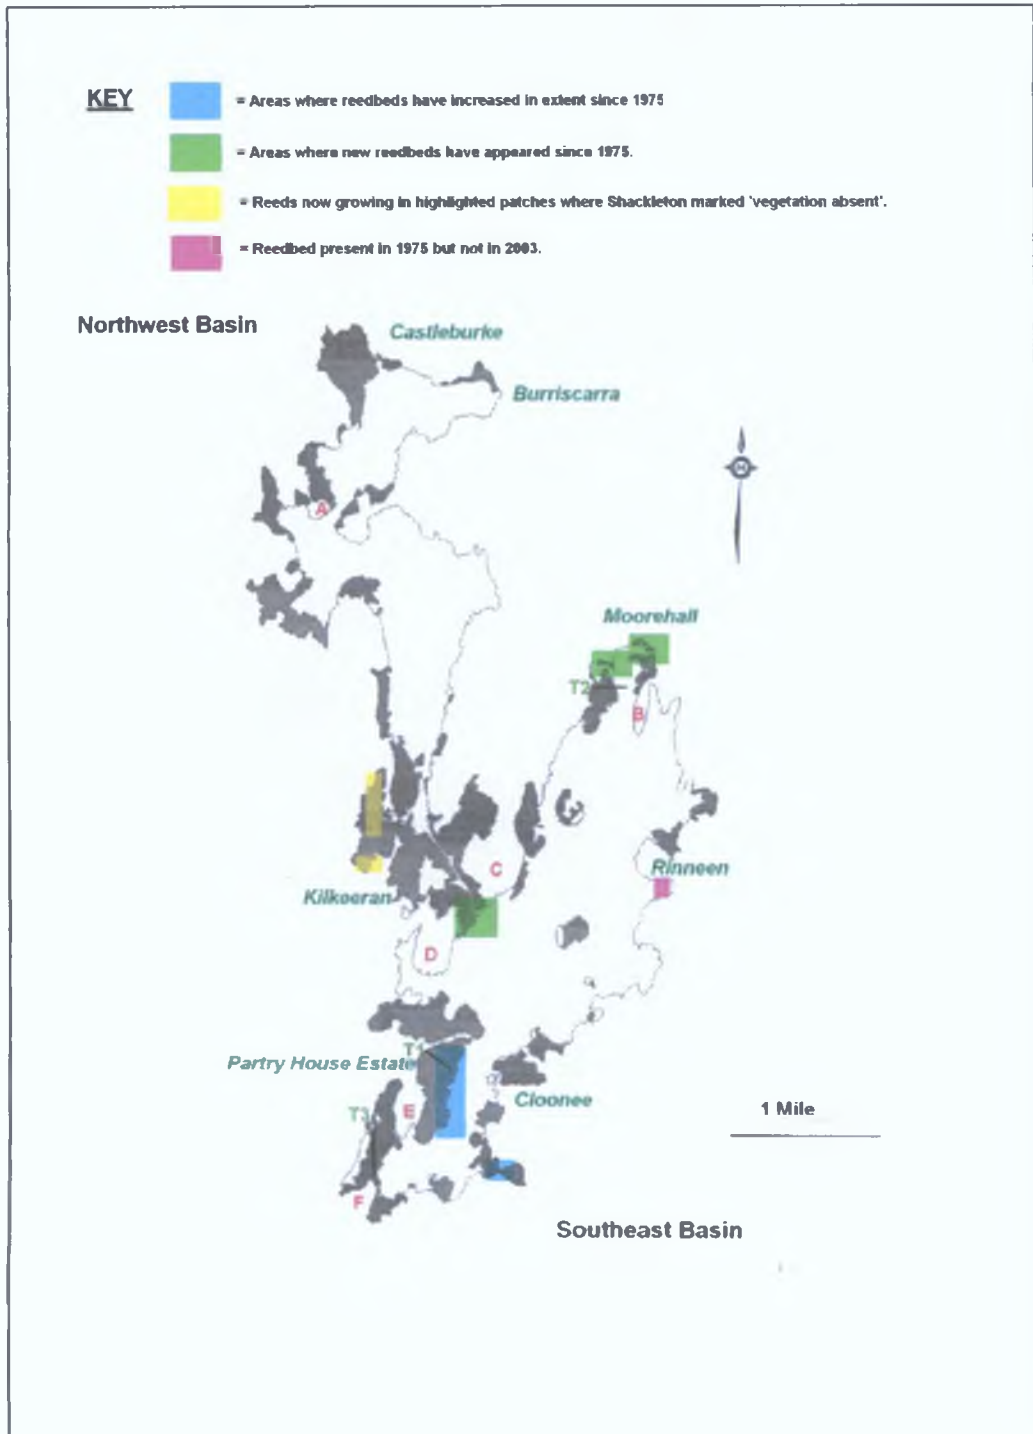 KEY
= Areas where reedbeds have increased in extent since 1975
= Areas where new reedbeds have appeared since 1975.
= Reeds now growing in highlighted patches where Shackleton marked 'vegetation absent'.
= Reedbed present in 1975 but not in 2003.
Northwest Basin
Castleburke
Burriscarra
A
N
Moorehall
T2
B
C
Rinneen
Kilkeeran
D
T1
Partry House Estate
Cloonee
T3
E
1 Mile
F
Southeast Basin